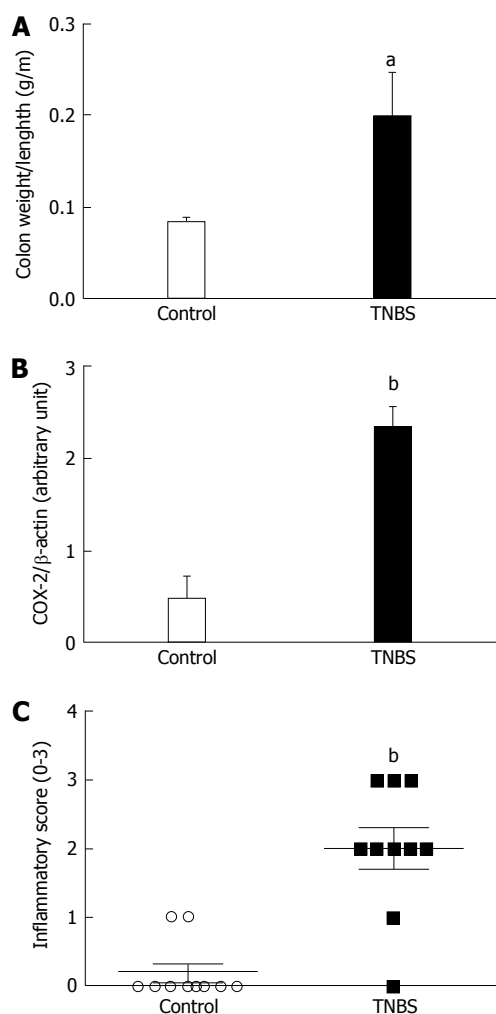 A
Colon weight/lenghth (g/m)
0.3
0.2
0.1
0.0
a
Control
TNBS
B
COX-2/β-actin (arbitrary unit)
3
2
1
0
b
Control
TNBS
C
Inflammatory score (0-3)
4
3
2
1
0
b
Control
TNBS